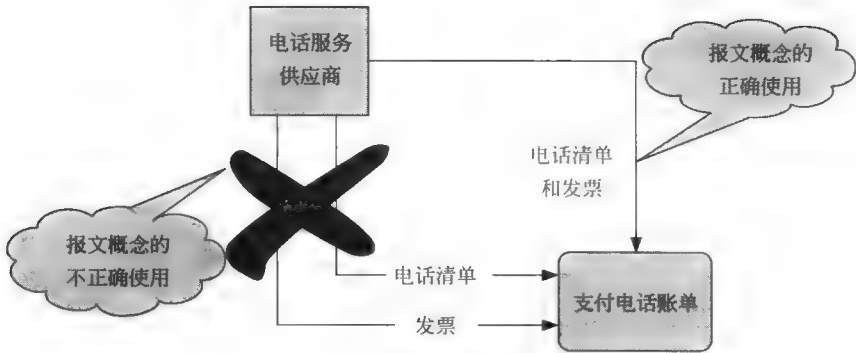 电话服务
供应商
报文概念的
正确使用
电话清单
和发票
报文概念的
不正确使用
电话清单
支付电话账单
发票